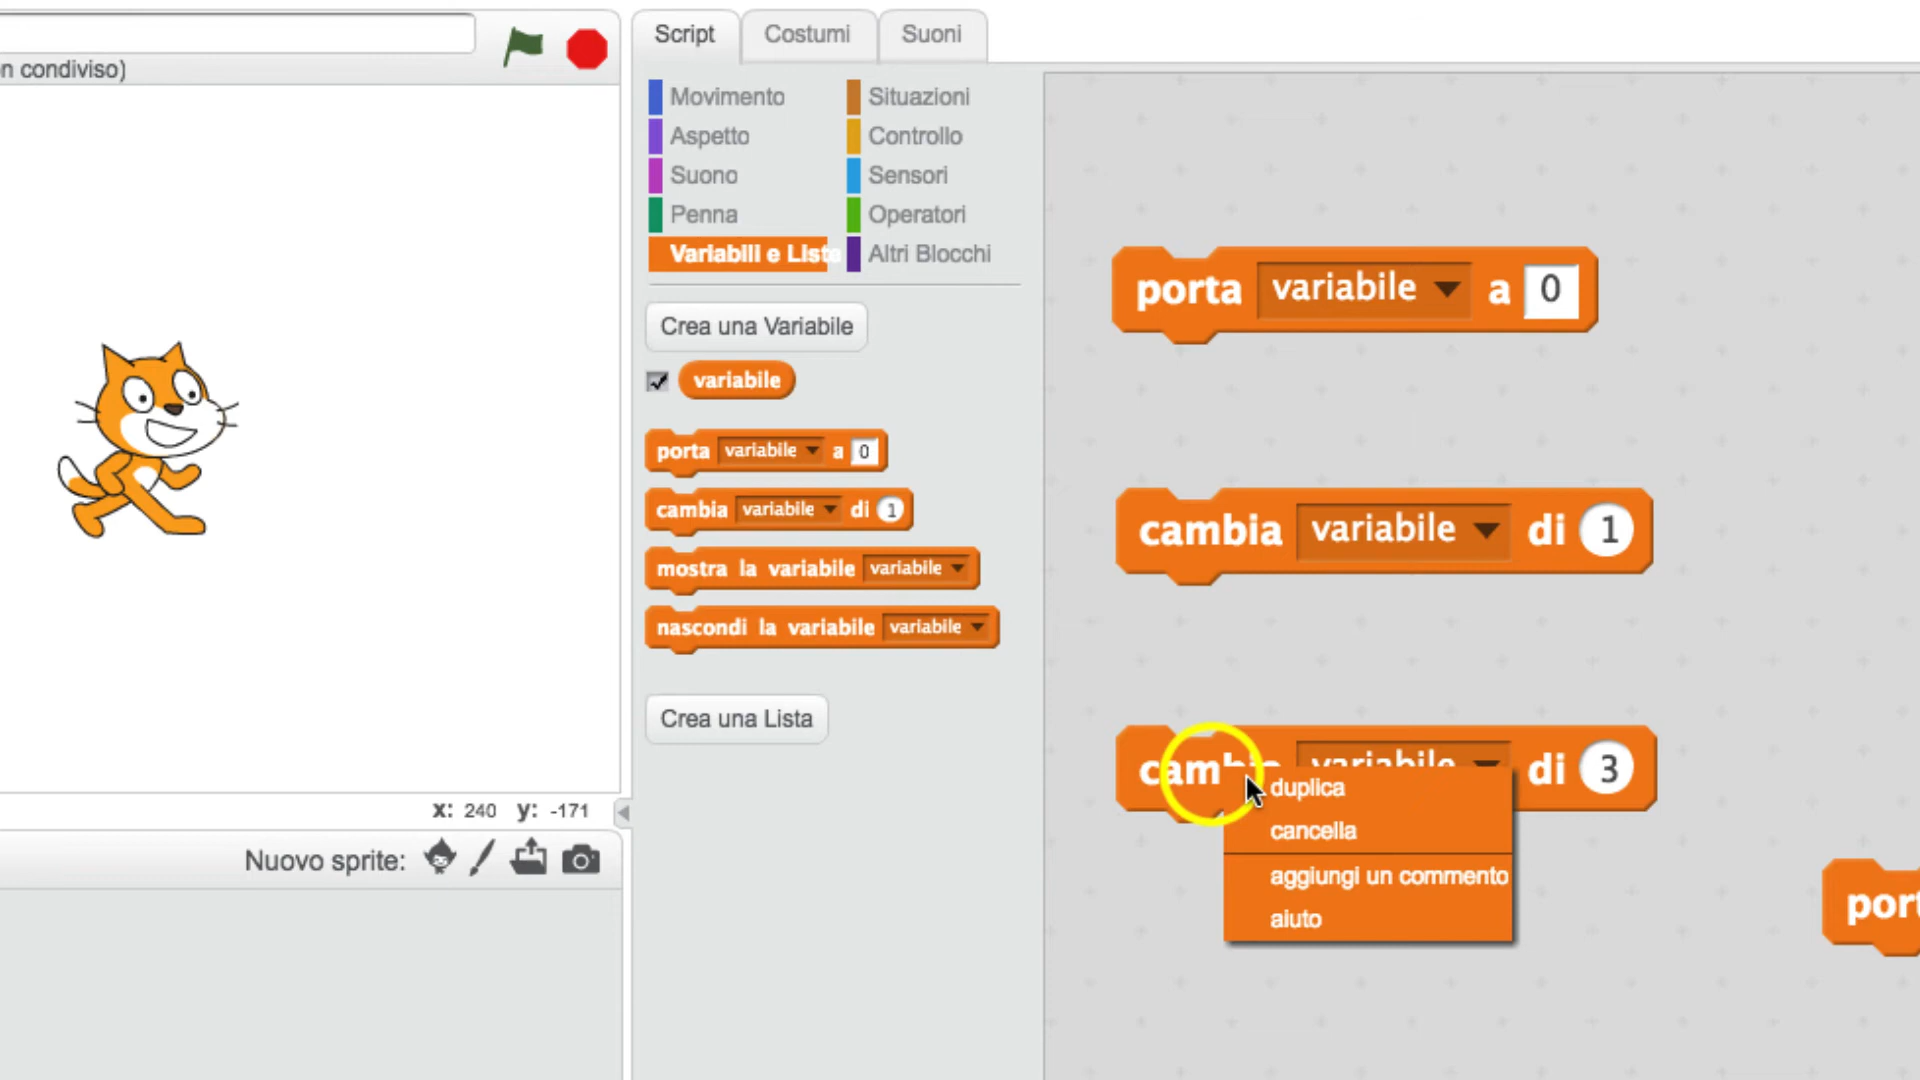 n condiviso)
Script
Costumi
Suoni
Movimento
Situazioni
Aspetto
Controllo
Suono
Sensori
Penna
Operatori
Variabili e Liste
Altri Blocchi
Crea una Variabile
variabile
porta variabile a 0
cambia variabile di 1
mostra la variabile variabile
nascondi la variabile variabile
Crea una Lista
porta variabile a 0
cambia variabile di 1
cambia variabile di 3
duplica
cancella
aggiungi un commento
aiuto
port
x: 240 y: -171
Nuovo sprite: